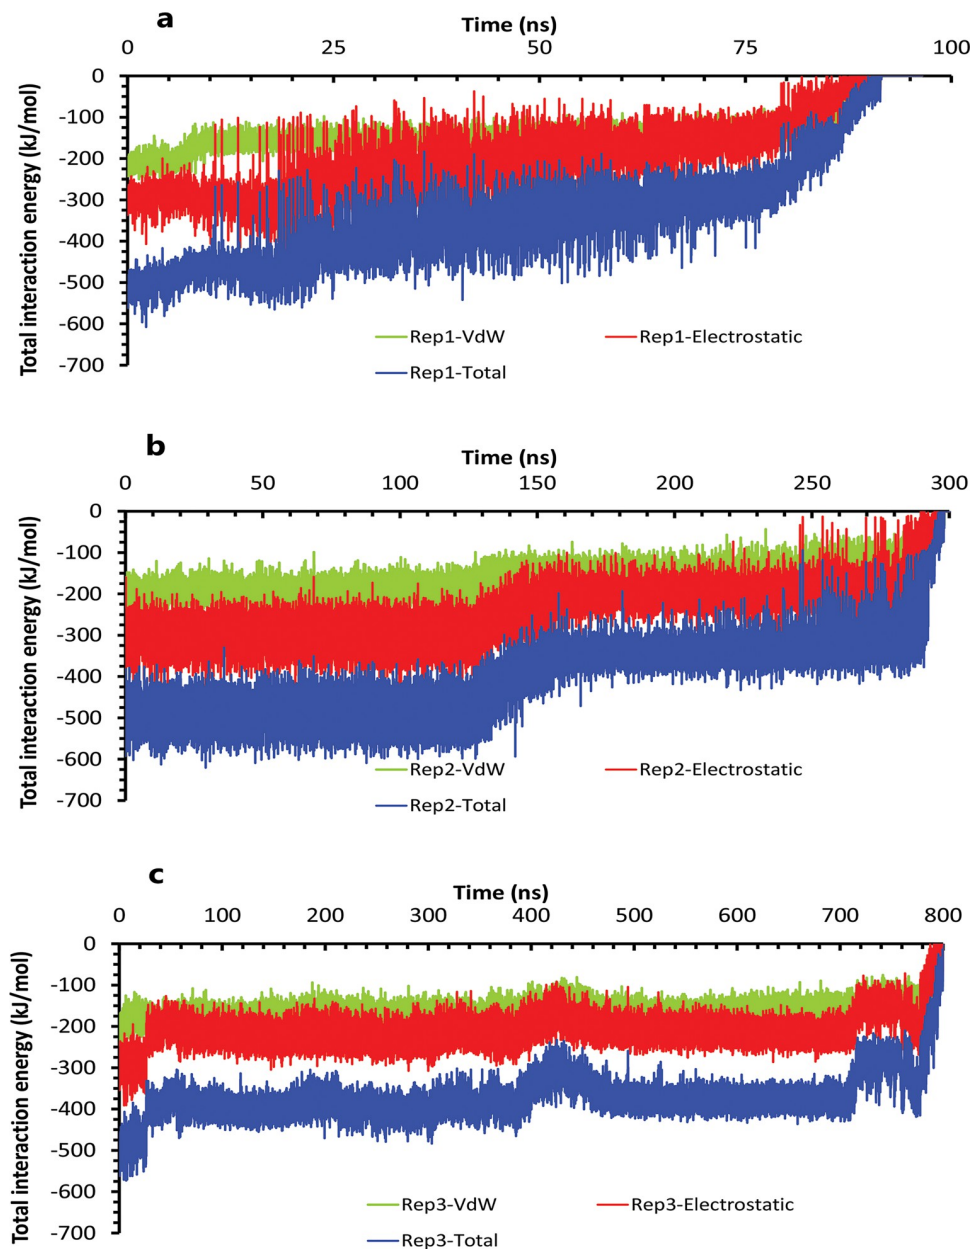 a
Time (ns)
0 25 50 75 100
Total interaction energy (kJ/mol)
0
-100
-200
-300
-400
-500
-600
-700
Rep1-VdW Rep1-Electrostatic
Rep1-Total
b
Time (ns)
0 50 100 150 200 250 300
Total interaction energy (kJ/mol)
0
-100
-200
-300
-400
-500
-600
-700
Rep2-VdW Rep2-Electrostatic
Rep2-Total
c
Time (ns)
0 100 200 300 400 500 600 700 800
Total interaction energy (kJ/mol)
0
-100
-200
-300
-400
-500
-600
-700
Rep3-VdW Rep3-Electrostatic
Rep3-Total